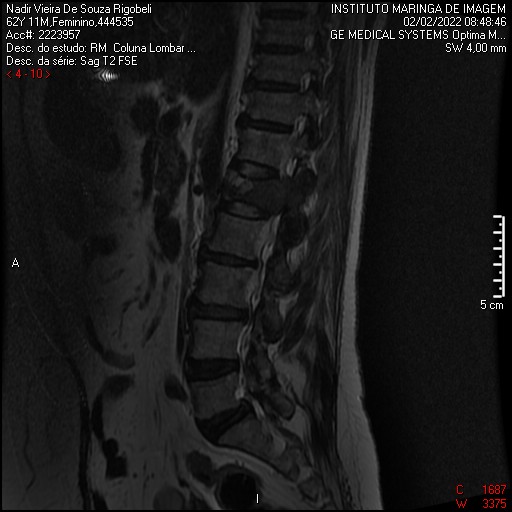 Nadir Vieira De Souza Rigobeli
62Y 11M,Feminino,444535
Acc#: 2223957
Desc. do estudo: RM Coluna Lombar ...
Desc. da série: Sag T2 FSE
< 4 - 10 >
INSTITUTO MARINGA DE IMAGEM
02/02/2022 08:48:46
GE MEDICAL SYSTEMS Optima M...
SW 4,00 mm
A
5 cm
I
C 1687
W 3375